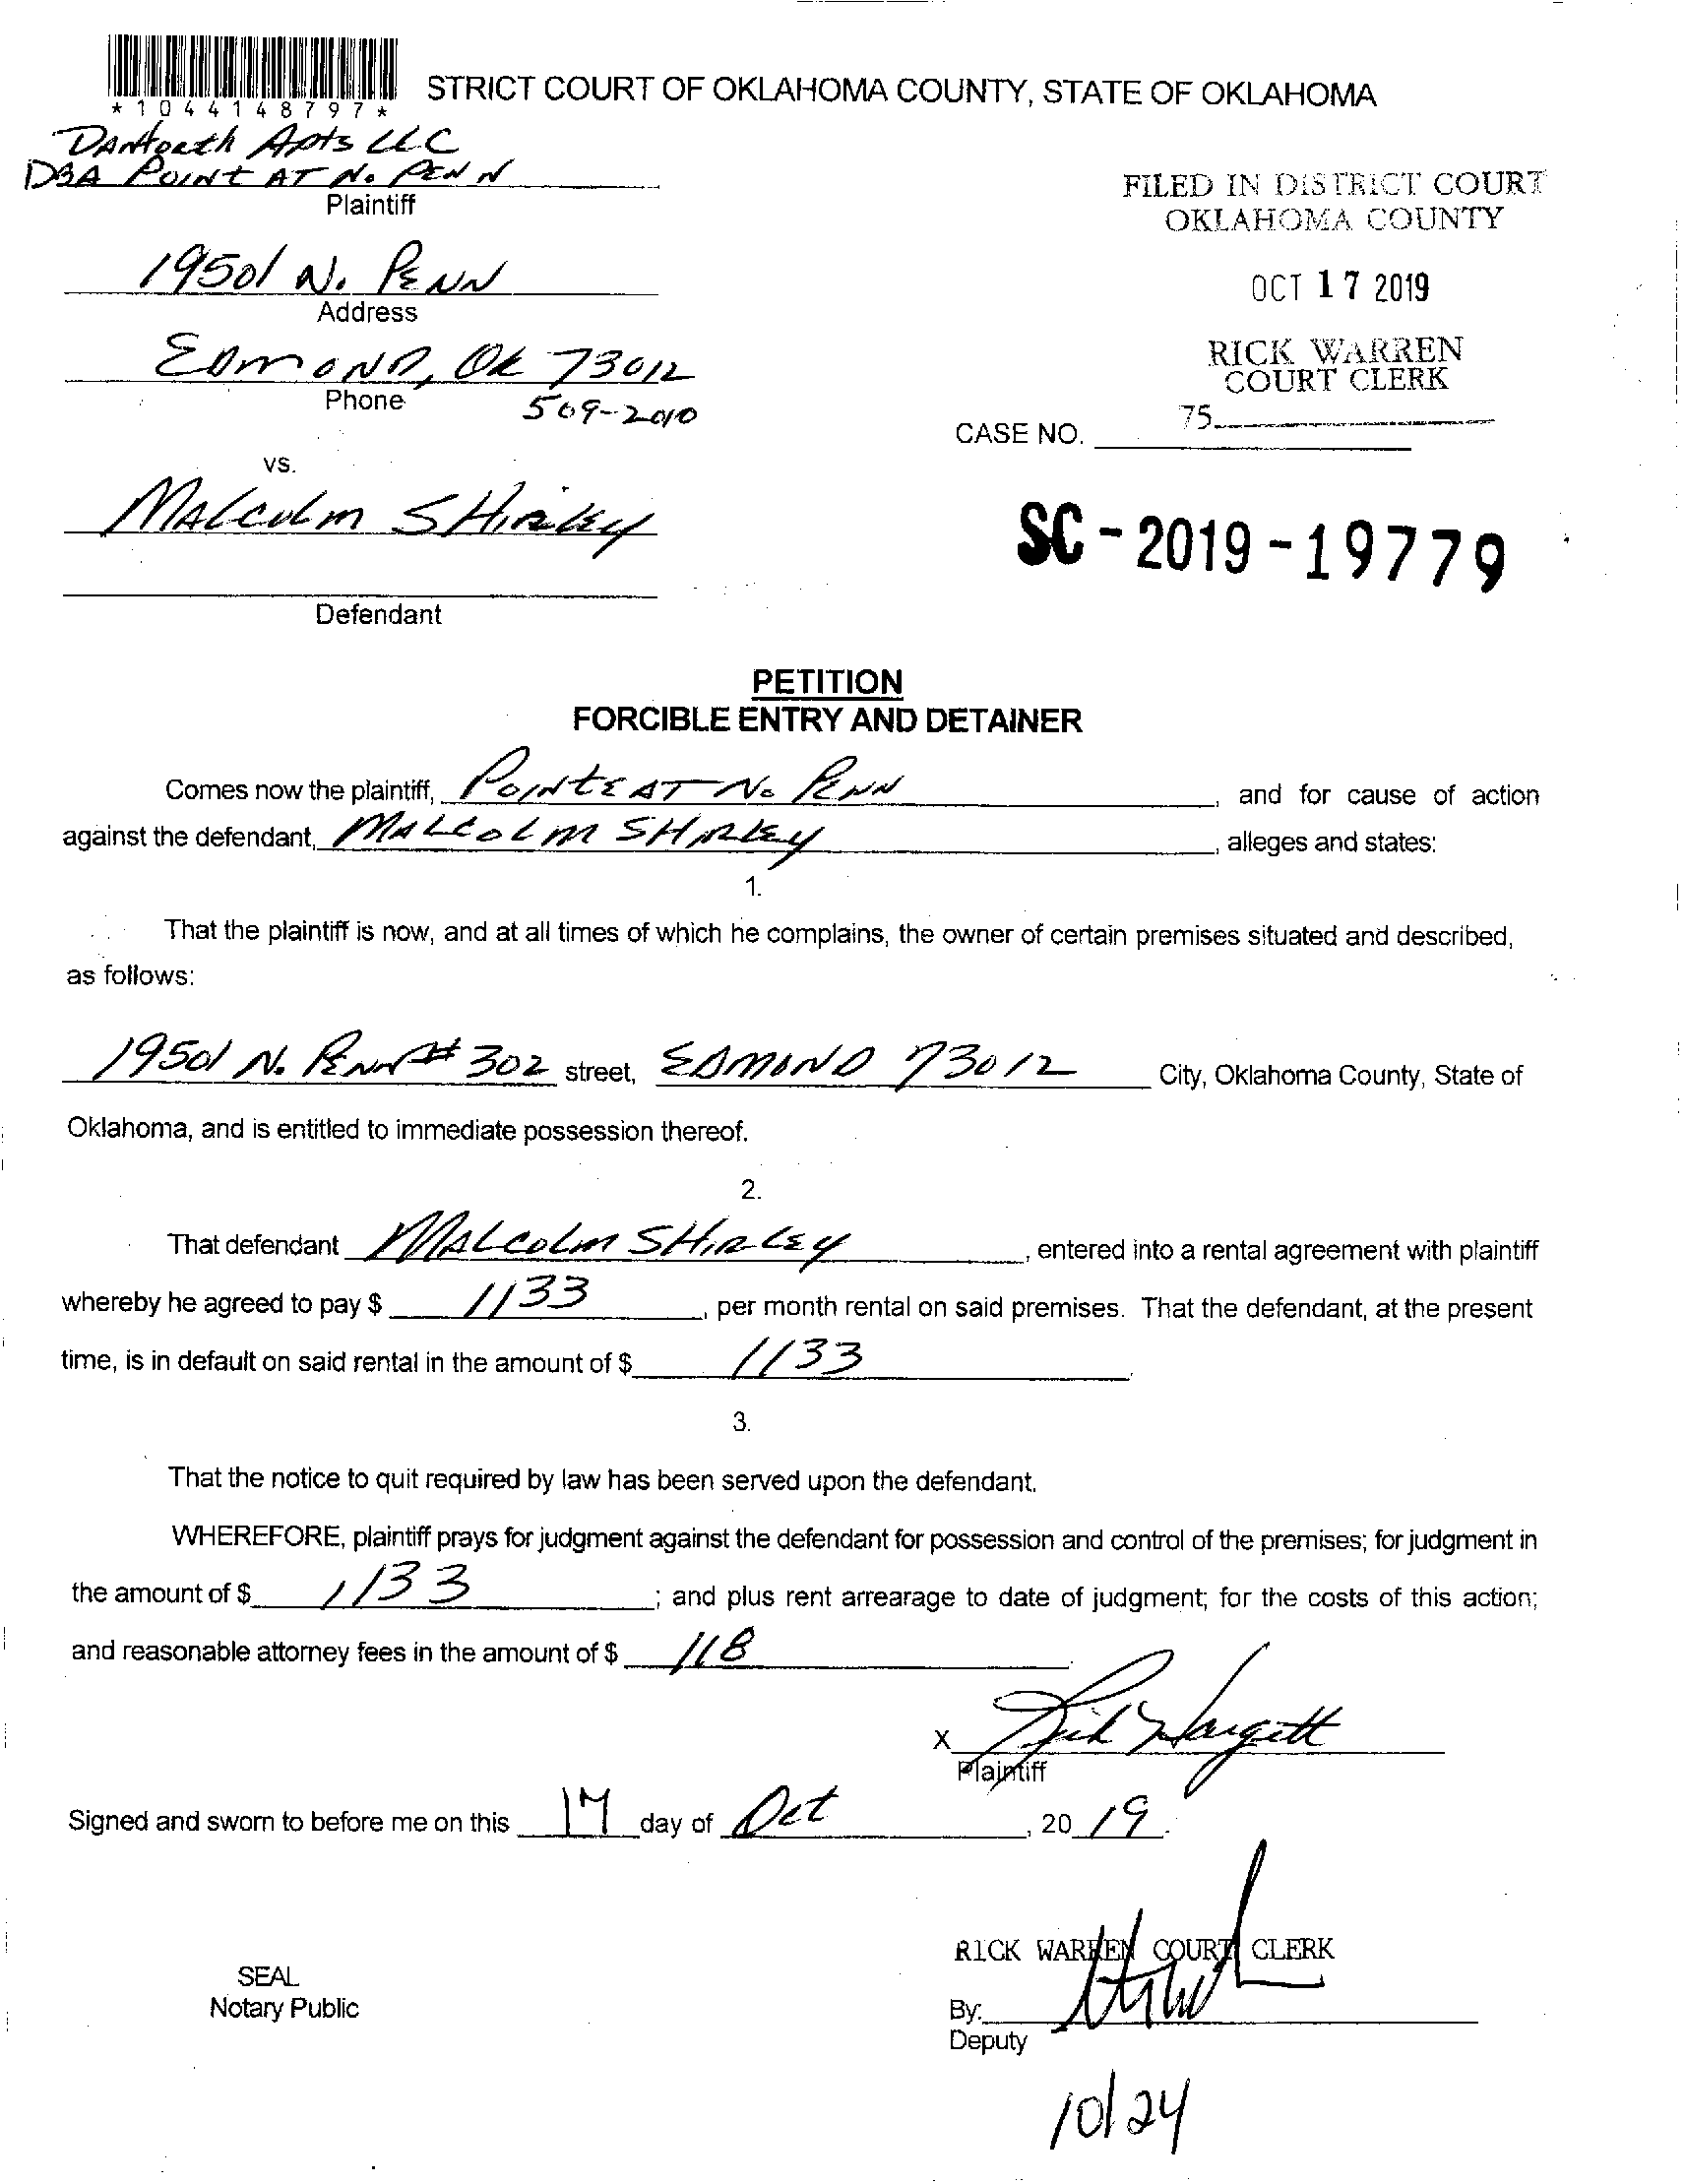 STRICT COURT OF OKLAHOMA COUNTY, STATE OF OKLAHOMA
*1044148797*
Danforth Apts LLC
DBA POINT AT No PENN
Plaintiff
FILED IN DISTRICT COURT
OKLAHOMA COUNTY
19501 N. PENN
Address
OCT 17 2019
EDMOND, OK 73012
Phone
569-2010
RICK WARREN
COURT CLERK
75
CASE NO.
vs.
MALCOLM SHIRLEY
SC-2019-19779
Defendant
PETITION
FORCIBLE ENTRY AND DETAINER
Comes now the plaintiff, POINTE AT No PENN, and for cause of action
against the defendant, MALCOLM SHIRLEY, alleges and states:
1.
That the plaintiff is now, and at all times of which he complains, the owner of certain premises situated and described,
as follows:
19501 N. PENN # 302 street, EDMOND 73012 City, Oklahoma County, State of
Oklahoma, and is entitled to immediate possession thereof.
2.
That defendant MALCOLM SHIRLEY, entered into a rental agreement with plaintiff
whereby he agreed to pay $ 1133, per month rental on said premises. That the defendant, at the present
time, is in default on said rental in the amount of $ 1133.
3.
That the notice to quit required by law has been served upon the defendant.
WHEREFORE, plaintiff prays for judgment against the defendant for possession and control of the premises; for judgment in
the amount of $ 1133; and plus rent arrearage to date of judgment; for the costs of this action;
and reasonable attorney fees in the amount of $ 118
X Hargett
Plaintiff
Signed and sworn to before me on this 17 day of Oct, 20 19.
RICK WARREN COURT CLERK
SEAL
Notary Public
By:
Deputy
10/24